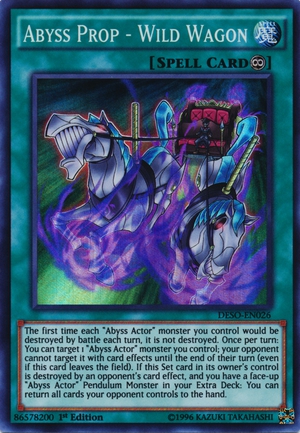 Abyss Prop - Wild Wagon
[Spell Card]
DESO-EN026
The first time each "Abyss Actor" monster you control would be
destroyed by battle each turn, it is not destroyed. Once per turn:
You can target 1 "Abyss Actor" monster you control; your opponent
cannot target it with card effects until the end of their turn (even
if this card leaves the field). If this Set card in its owner's control
is destroyed by an opponent's card effect, and you have a face-up
"Abyss Actor" Pendulum Monster in your Extra Deck: You can
return all cards your opponent controls to the hand.
86578200
1st Edition
©1996 KAZUKI TAKAHASHI